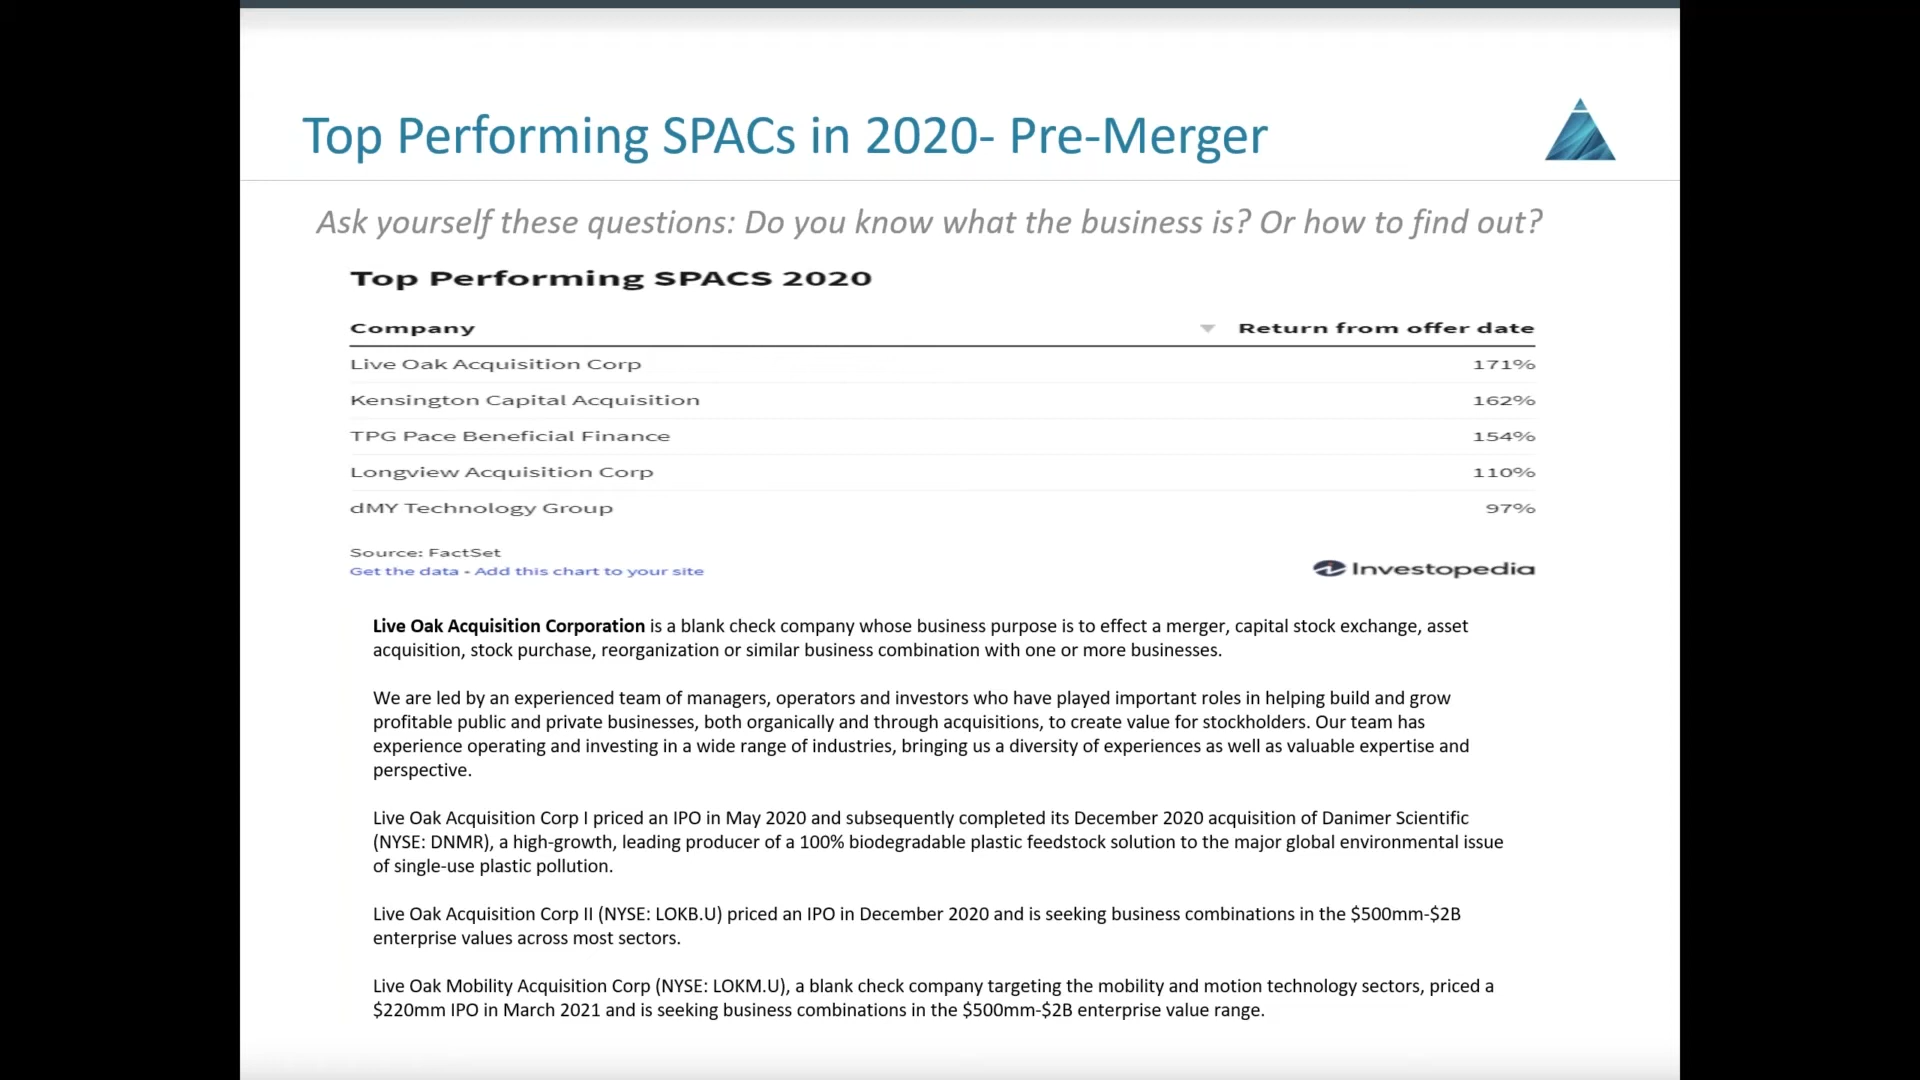 Top Performing SPACs in 2020- Pre-Merger
Ask yourself these questions: Do you know what the business is? Or how to find out?
Top Performing SPACS 2020
Company Return from offer date
Live Oak Acquisition Corp 171%
Kensington Capital Acquisition 162%
TPG Pace Beneficial Finance 154%
Longview Acquisition Corp 110%
dMY Technology Group 97%
Source: FactSet
Get the data - Add this chart to your site
Investopedia
Live Oak Acquisition Corporation is a blank check company whose business purpose is to effect a merger, capital stock exchange, asset
acquisition, stock purchase, reorganization or similar business combination with one or more businesses.
We are led by an experienced team of managers, operators and investors who have played important roles in helping build and grow
profitable public and private businesses, both organically and through acquisitions, to create value for stockholders. Our team has
experience operating and investing in a wide range of industries, bringing us a diversity of experiences as well as valuable expertise and
perspective.
Live Oak Acquisition Corp I priced an IPO in May 2020 and subsequently completed its December 2020 acquisition of Danimer Scientific
(NYSE: DNMR), a high-growth, leading producer of a 100% biodegradable plastic feedstock solution to the major global environmental issue
of single-use plastic pollution.
Live Oak Acquisition Corp II (NYSE: LOKB.U) priced an IPO in December 2020 and is seeking business combinations in the $500mm-$2B
enterprise values across most sectors.
Live Oak Mobility Acquisition Corp (NYSE: LOKM.U), a blank check company targeting the mobility and motion technology sectors, priced a
$220mm IPO in March 2021 and is seeking business combinations in the $500mm-$2B enterprise value range.